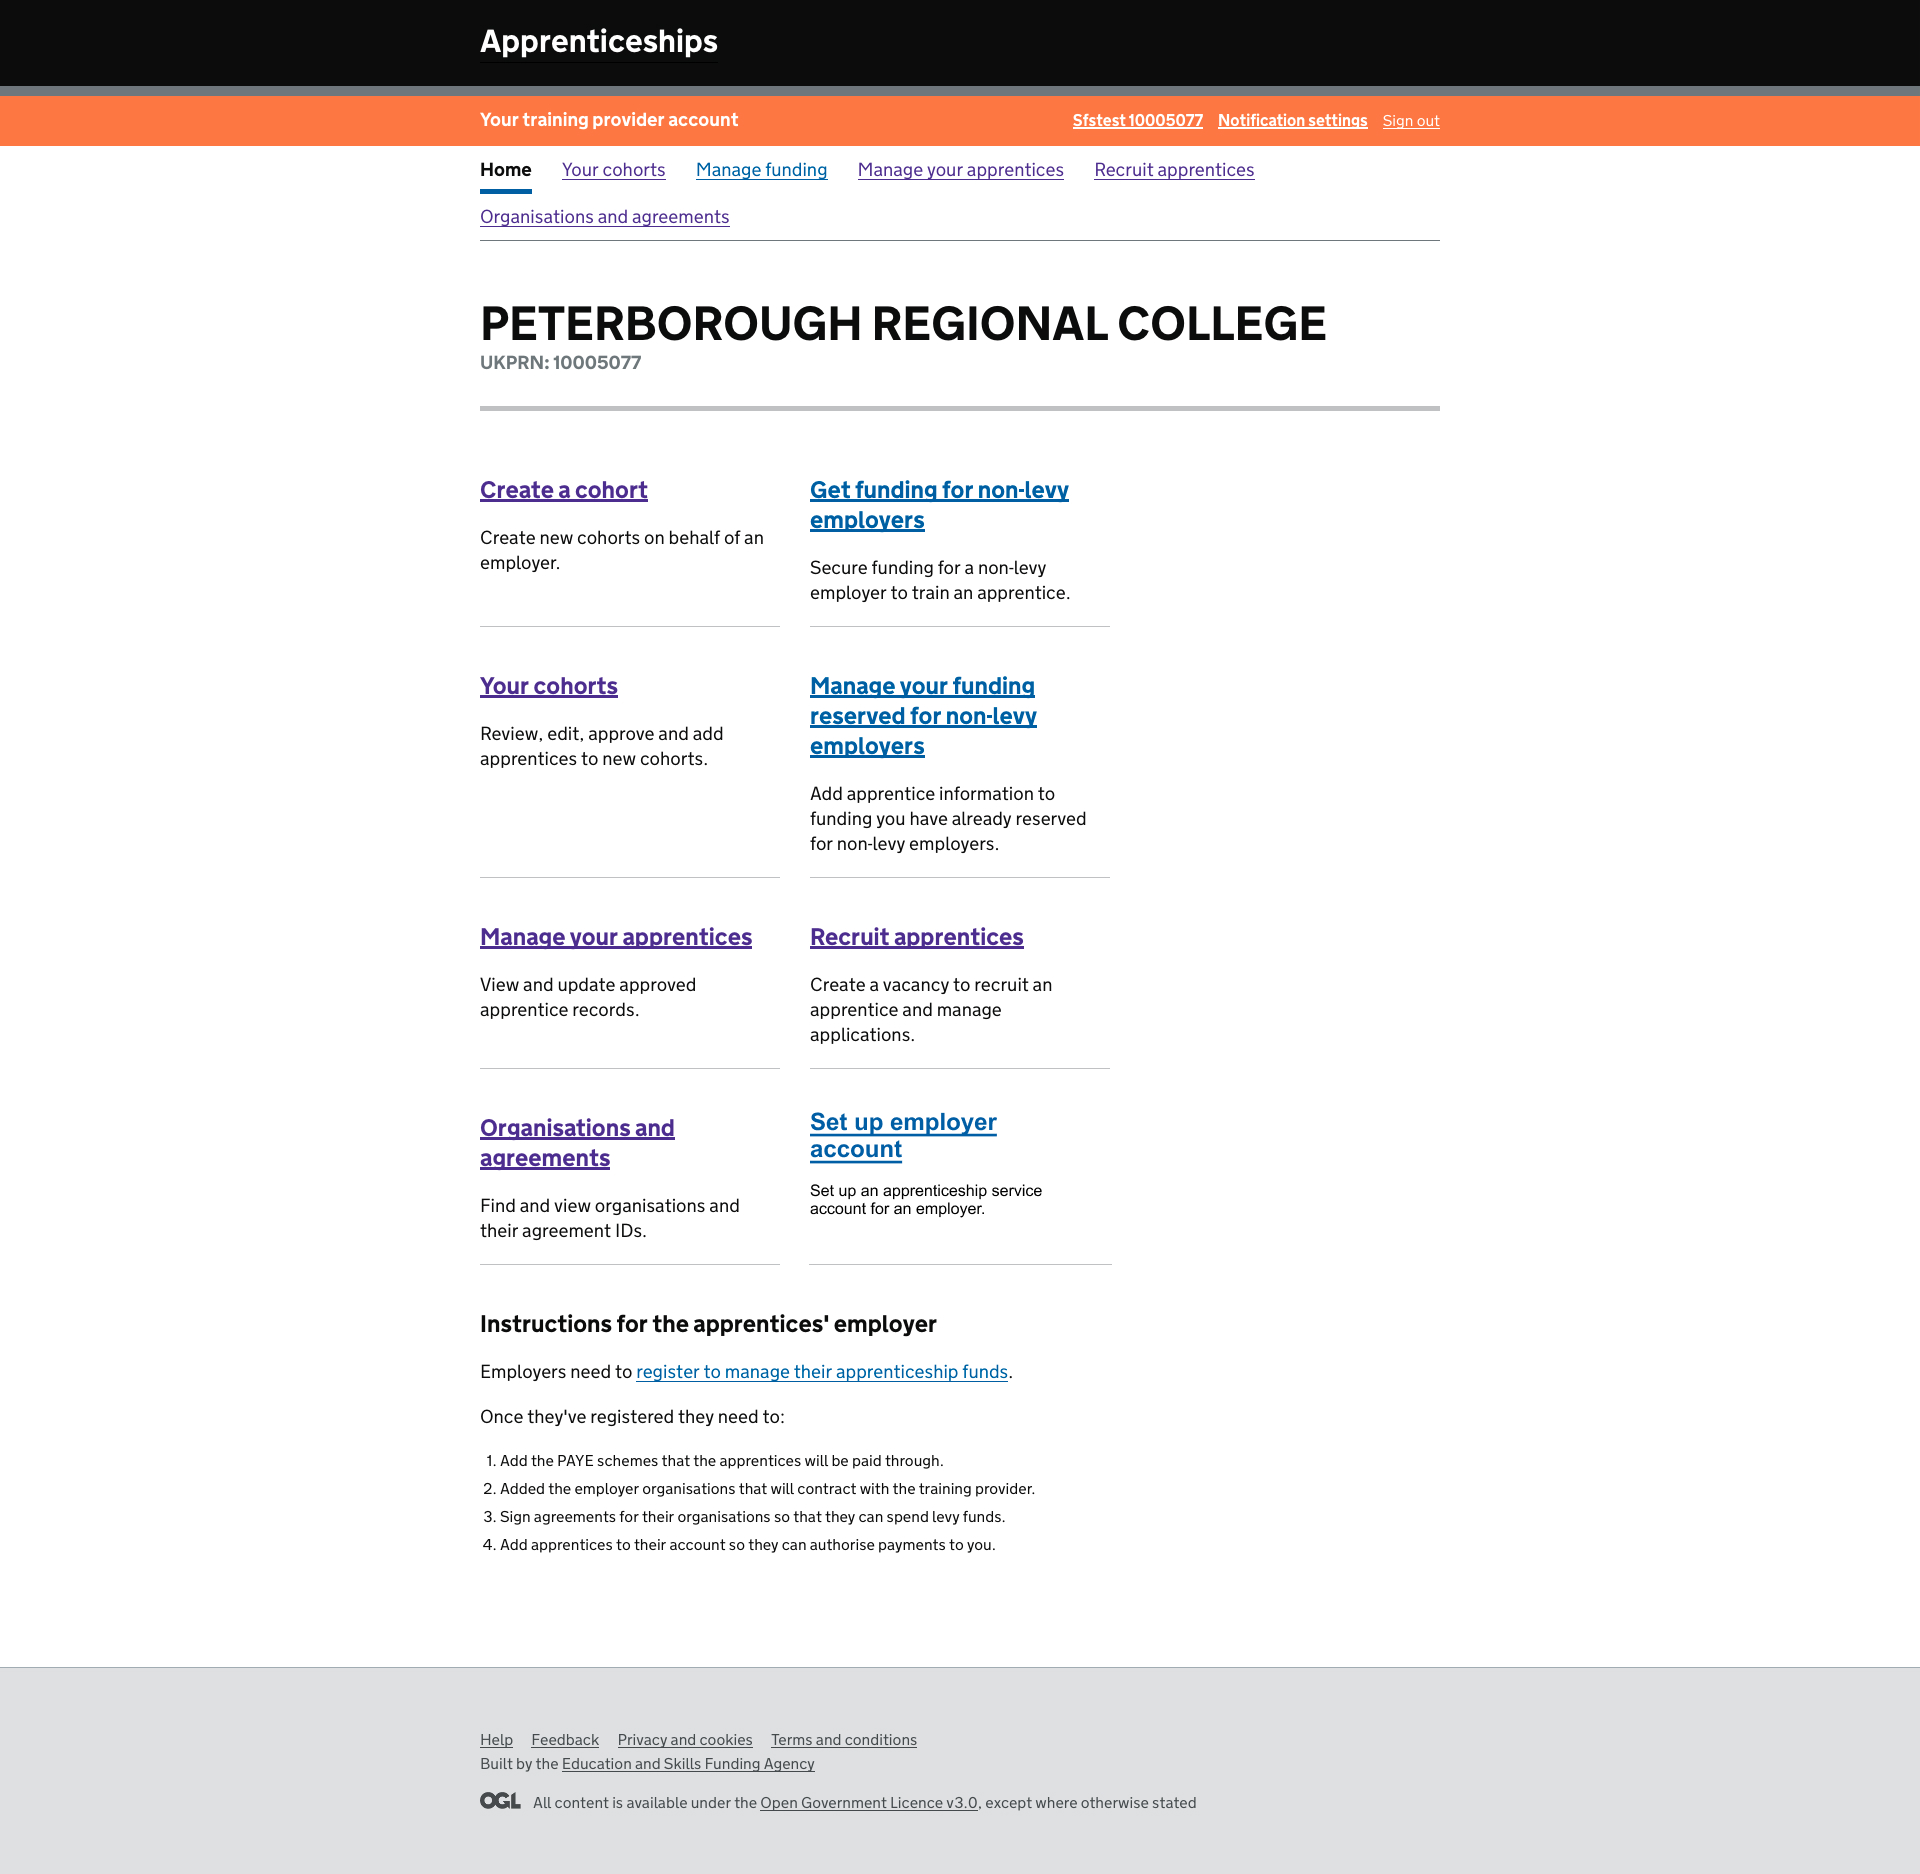 Apprenticeships
Your training provider account
Sfstest 10005077 Notification settings Sign out
Home Your cohorts Manage funding Manage your apprentices Recruit apprentices
Organisations and agreements
PETERBOROUGH REGIONAL COLLEGE
UKPRN: 10005077
Create a cohort
Create new cohorts on behalf of an
employer.
Get funding for non-levy
employers
Secure funding for a non-levy
employer to train an apprentice.
Your cohorts
Review, edit, approve and add
apprentices to new cohorts.
Manage your funding
reserved for non-levy
employers
Add apprentice information to
funding you have already reserved
for non-levy employers.
Manage your apprentices
View and update approved
apprentice records.
Recruit apprentices
Create a vacancy to recruit an
apprentice and manage
applications.
Organisations and
agreements
Find and view organisations and
their agreement IDs.
Set up employer
account
Set up an apprenticeship service
account for an employer.
Instructions for the apprentices' employer
Employers need to register to manage their apprenticeship funds.
Once they've registered they need to:
1. Add the PAYE schemes that the apprentices will be paid through.
2. Added the employer organisations that will contract with the training provider.
3. Sign agreements for their organisations so that they can spend levy funds.
4. Add apprentices to their account so they can authorise payments to you.
Help Feedback Privacy and cookies Terms and conditions
Built by the Education and Skills Funding Agency
OGL All content is available under the Open Government Licence v3.0, except where otherwise stated